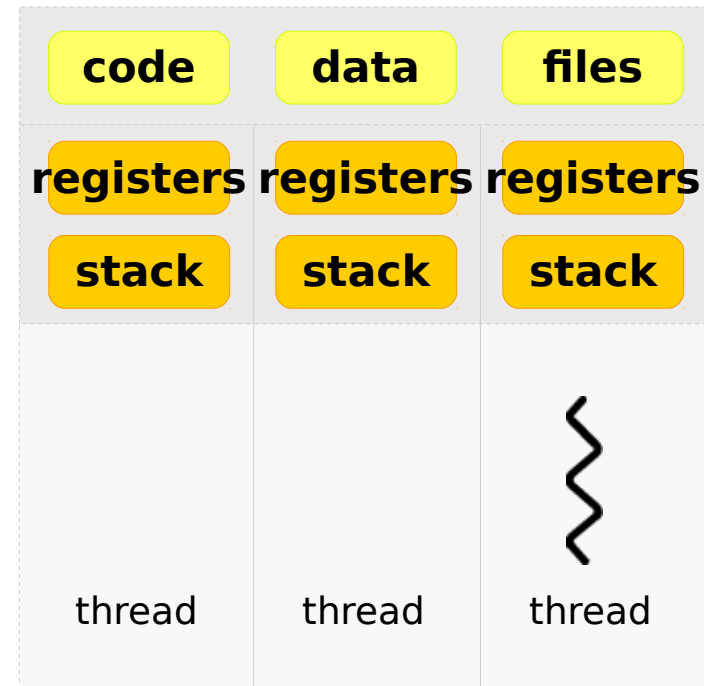 code data files
registers registers registers
stack stack stack
thread thread thread